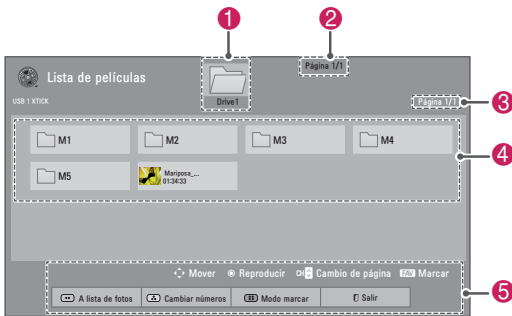 1
2
Página 1/1
Lista de películas
USB 1 XTICK
Drive1
Página 1/1
3
M1
M2
M3
M4
4
M5
Mariposa_...
01:34:33
Mover
Reproducir
CH
Cambio de página
FAV Marcar
A lista de fotos
Cambiar números
Modo marcar
Salir
5